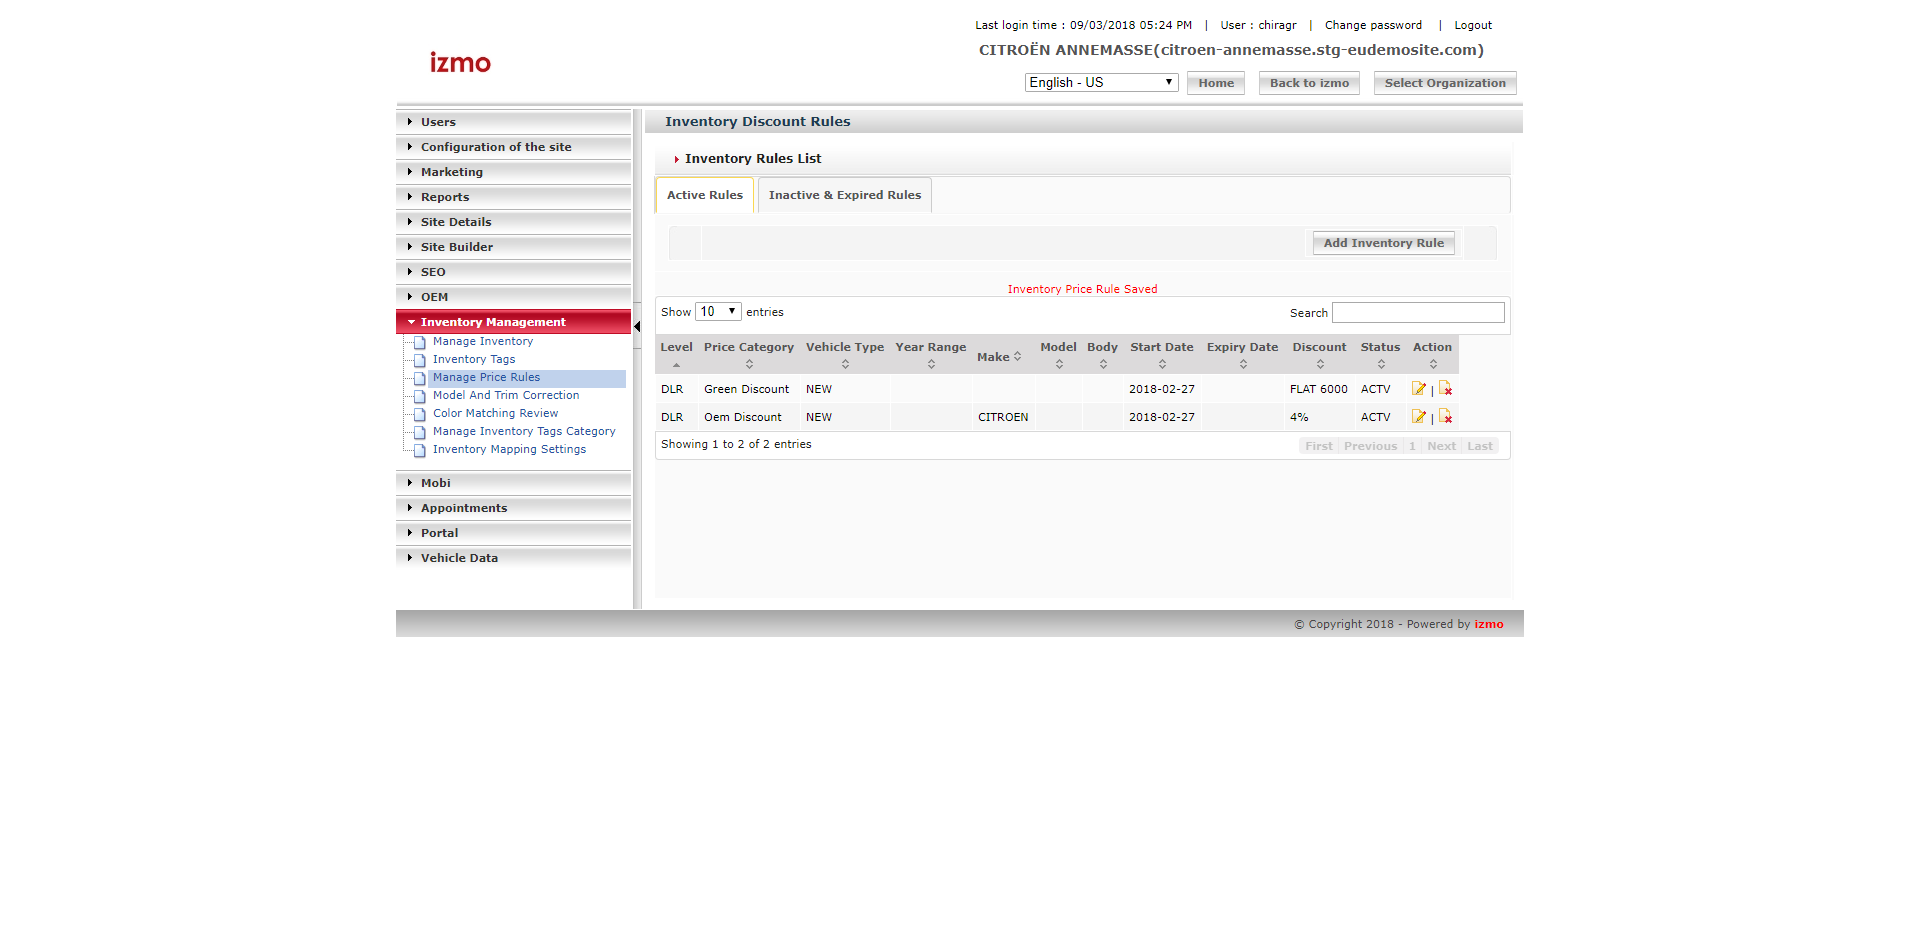 Last login time : 09/03/2018 05:24 PM | User : chiragr | Change password | Logout
CITROËN ANNEMASSE(citroen-annemasse.stg-eudemosite.com)
izmo
English - US Home Back to izmo Select Organization
Users
Configuration of the site
Marketing
Reports
Site Details
Site Builder
SEO
OEM
Inventory Management
Manage Inventory
Inventory Tags
Manage Price Rules
Model And Trim Correction
Color Matching Review
Manage Inventory Tags Category
Inventory Mapping Settings
Mobi
Appointments
Portal
Vehicle Data
Inventory Discount Rules
Inventory Rules List
Active Rules Inactive & Expired Rules
Add Inventory Rule
Inventory Price Rule Saved
Show 10 entries Search
Level Price Category Vehicle Type Year Range Make Model Body Start Date Expiry Date Discount Status Action
DLR Green Discount NEW 2018-02-27 FLAT 6000 ACTV |
DLR Oem Discount NEW CITROEN 2018-02-27 4% ACTV |
Showing 1 to 2 of 2 entries First Previous 1 Next Last
© Copyright 2018 - Powered by izmo